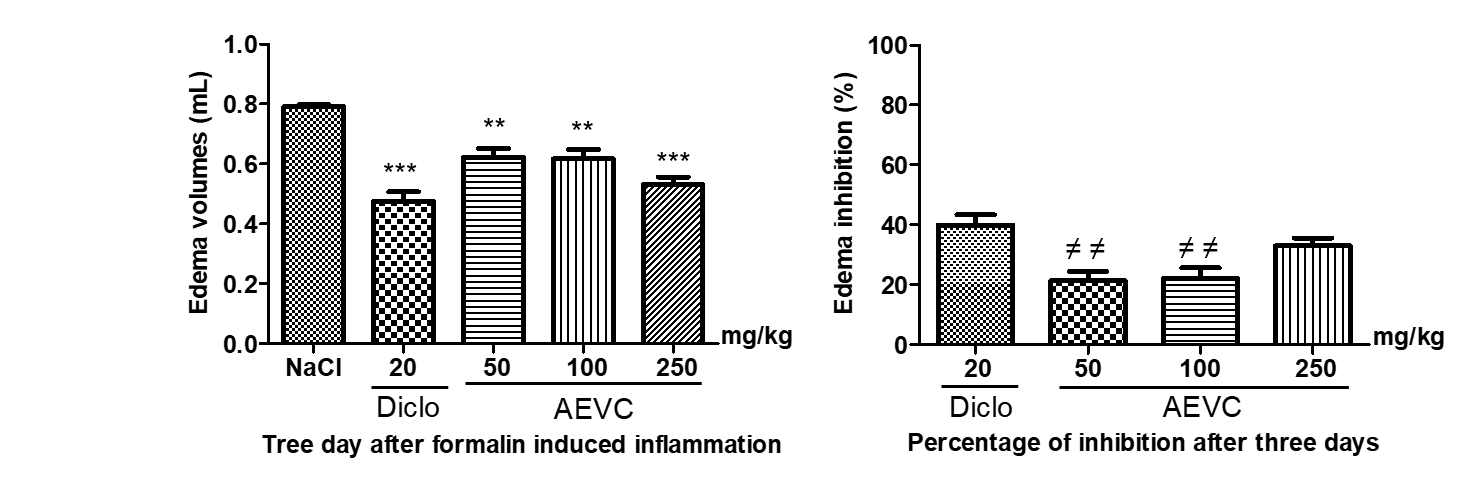 Edema volumes (mL)
1.0
0.8
0.6
0.4
0.2
0.0
***
**
**
***
mg/kg
NaCl 20 50 100 250
Diclo AEVC
Tree day after formalin induced inflammation
Edema inhibition (%)
100
80
60
40
20
0
≠ ≠
≠ ≠
mg/kg
20 50 100 250
Diclo AEVC
Percentage of inhibition after three days